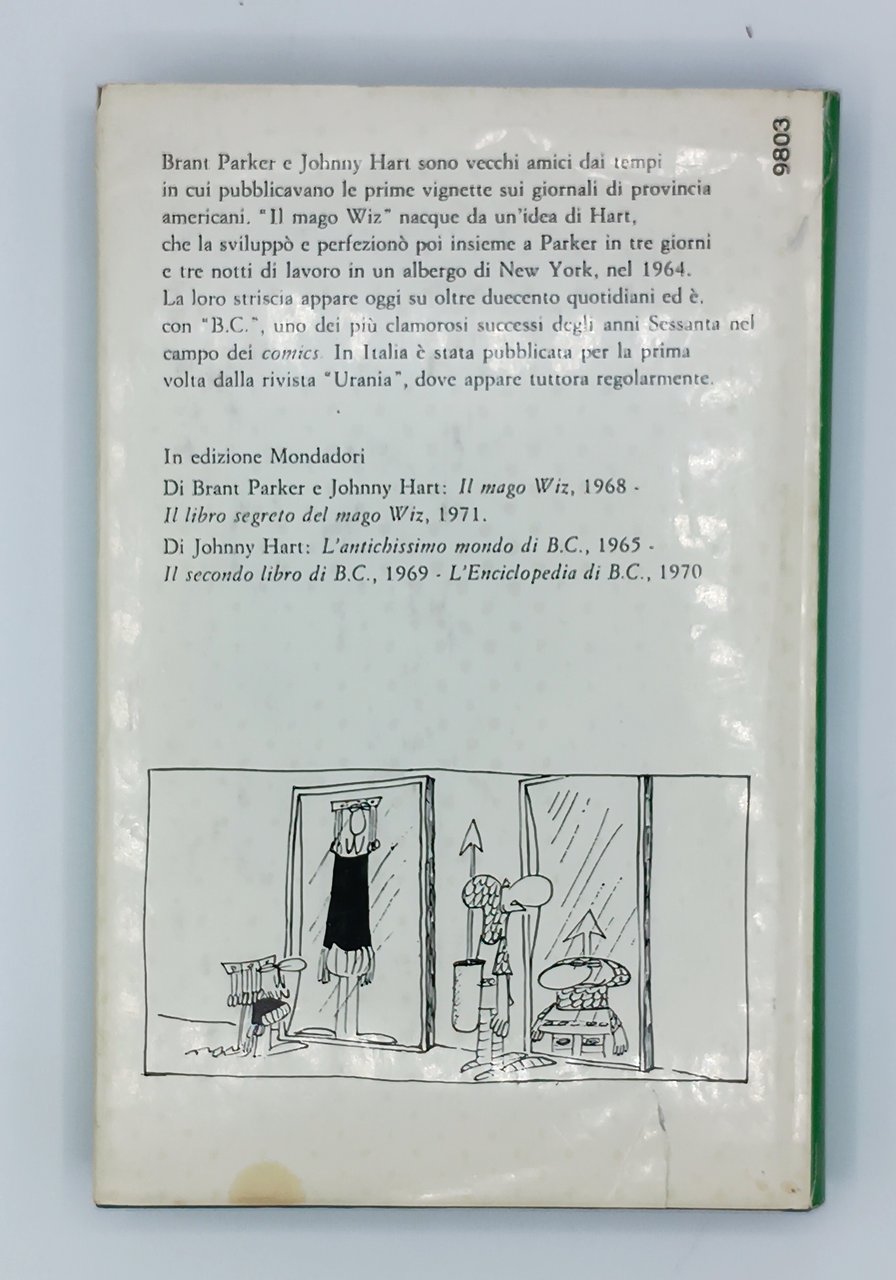 9803
Brant Parker e Johnny Hart sono vecchi amici dai tempi
in cui pubblicavano le prime vignette sui giornali di provincia
americani. "Il mago Wiz" nacque da un'idea di Hart,
che la sviluppò e perfezionò poi insieme a Parker in tre giorni
e tre notti di lavoro in un albergo di New York, nel 1964.
La loro striscia appare oggi su oltre duecento quotidiani ed è,
con "B.C.", uno dei più clamorosi successi degli anni Sessanta nel
campo dei comics. In Italia è stata pubblicata per la prima
volta dalla rivista "Urania", dove appare tuttora regolarmente.
In edizione Mondadori
Di Brant Parker e Johnny Hart: Il mago Wiz, 1968 -
Il libro segreto del mago Wiz, 1971.
Di Johnny Hart: L'antichissimo mondo di B.C., 1965 -
Il secondo libro di B.C., 1969 - L'Enciclopedia di B.C., 1970